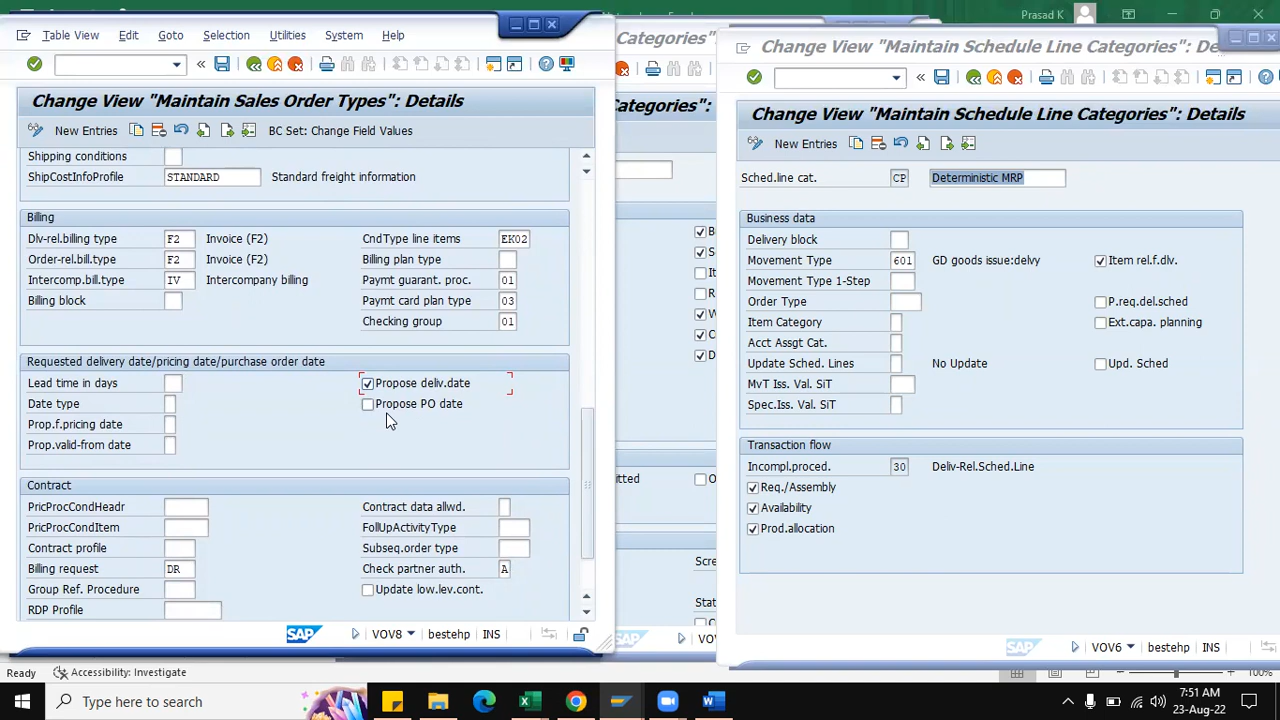 Prasad K
Table View Edit Goto Selection Utilities System Help
Change View "Maintain Sales Order Types": Details
New Entries BC Set: Change Field Values
Shipping conditions
ShipCostInfoProfile STANDARD Standard freight information
Billing
Dlv-rel.billing type F2 Invoice (F2) CndType line items EK02
Order-rel.bill.type F2 Invoice (F2) Billing plan type
Intercomp.bill.type IV Intercompany billing Paymt guarant. proc. 01
Billing block Paymt card plan type 03
Checking group 01
Requested delivery date/pricing date/purchase order date
Lead time in days Propose deliv.date
Date type Propose PO date
Prop.f.pricing date
Prop.valid-from date
Contract
PricProcCondHeadr Contract data allwd.
PricProcCondItem FollUpActivityType
Contract profile Subseq.order type
Billing request DR Check partner auth. A
Group Ref. Procedure Update low.lev.cont.
RDP Profile
SAP VOV8 bestehp INS
Categories":
ategories":
B
S
I
R
W
C
D
itted O
Scre
Stat
VOV
Change View "Maintain Schedule Line Categories": De
Change View "Maintain Schedule Line Categories": Details
New Entries
Sched.line cat. CP Deterministic MRP
Business data
Delivery block
Movement Type 601 GD goods issue:delvy Item rel.f.dlv.
Movement Type 1-Step
Order Type P.req.del.sched
Item Category Ext.capa. planning
Acct Assgt Cat.
Update Sched. Lines No Update Upd. Sched
MvT Iss. Val. SiT
Spec.Iss. Val. SiT
Transaction flow
Incompl.proced. 30 Deliv-Rel.Sched.Line
Req./Assembly
Availability
Prod.allocation
SAP VOV6 bestehp INS
Ready Accessibility: Investigate 100%
Type here to search
7:51 AM
23-Aug-22